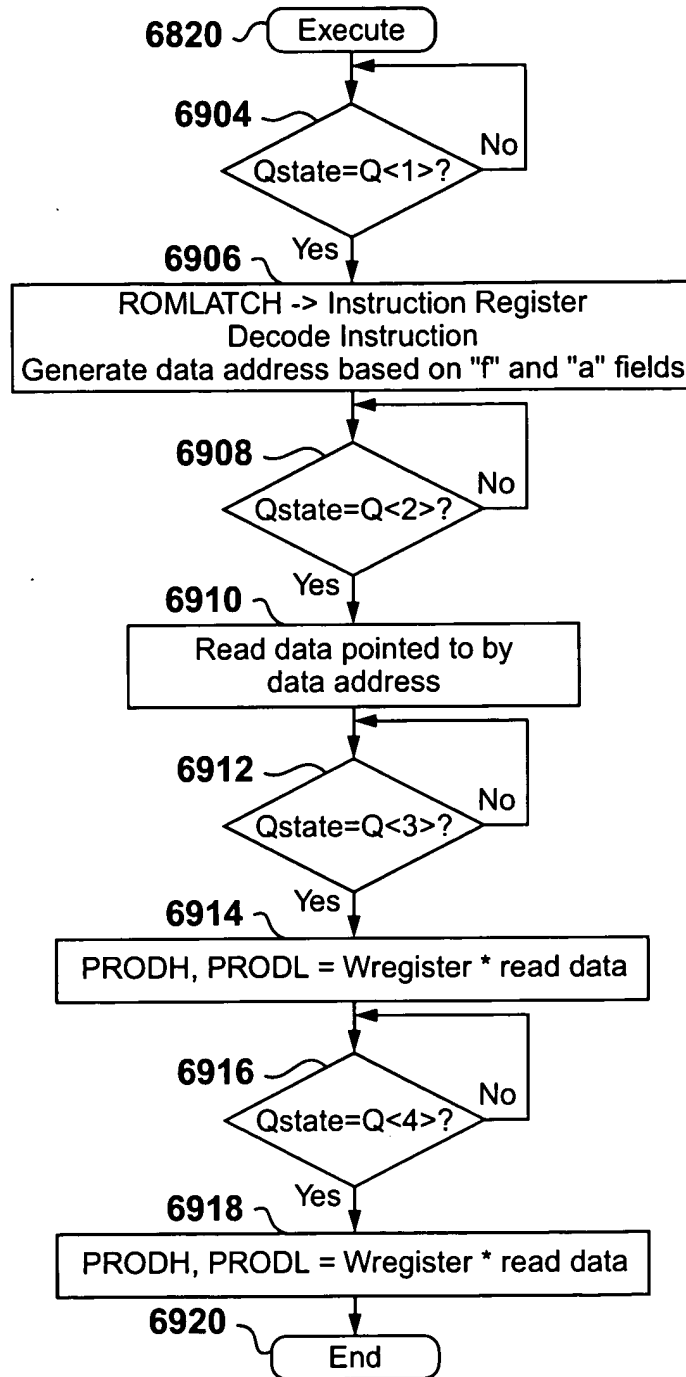 6820 Execute
6904
Qstate=Q<1>? No
Yes
6906
ROMLATCH -> Instruction Register
Decode Instruction
Generate data address based on "f" and "a" fields
6908
Qstate=Q<2>? No
Yes
6910
Read data pointed to by
data address
6912
Qstate=Q<3>? No
Yes
6914
PRODH, PRODL = Wregister * read data
6916
Qstate=Q<4>? No
Yes
6918
PRODH, PRODL = Wregister * read data
6920
End